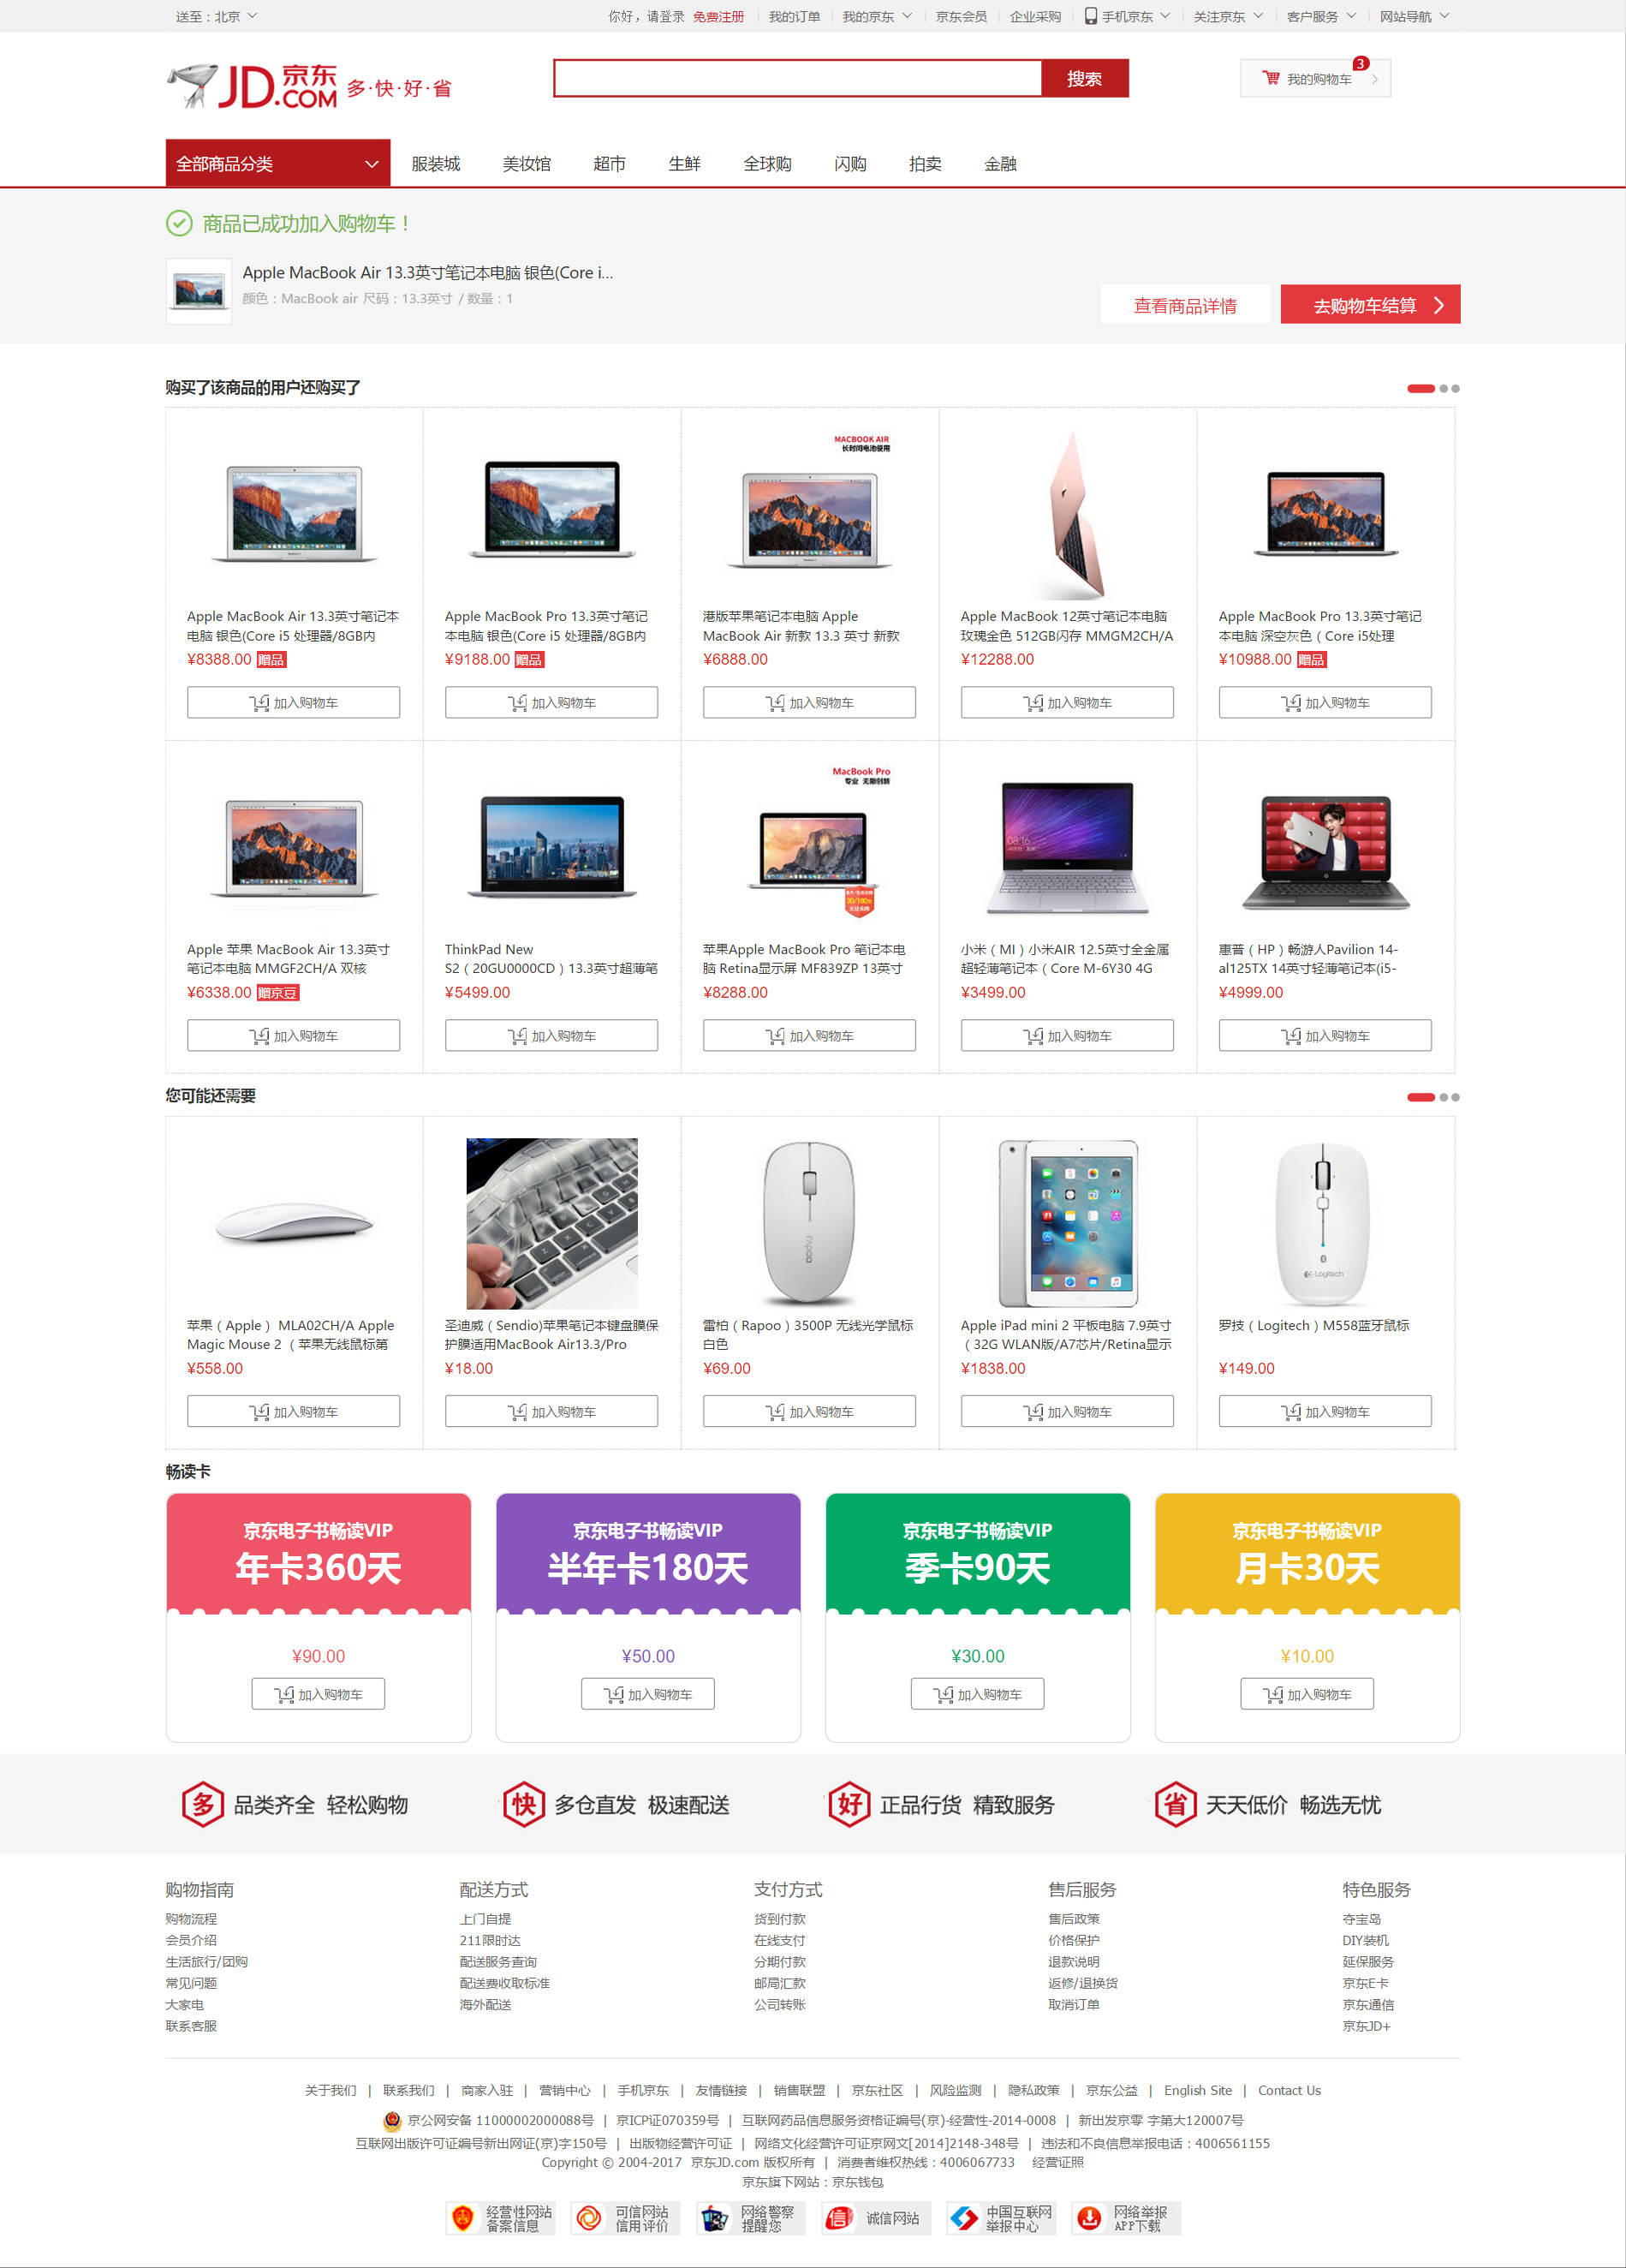 送至：北京
你好，请登录 免费注册 我的订单 我的京东 京东会员 企业采购 手机京东 关注京东 客户服务 网站导航
JD.COM 京东 多·快·好·省
搜索
3
我的购物车
全部商品分类 服装城 美妆馆 超市 生鲜 全球购 闪购 拍卖 金融
商品已成功加入购物车！
Apple MacBook Air 13.3英寸笔记本电脑 银色(Core i...
颜色：MacBook air 尺码：13.3英寸 / 数量：1
查看商品详情 去购物车结算
购买了该商品的用户还购买了
MACBOOK AIR
长时间电池使用
Apple MacBook Air 13.3英寸笔记本
电脑 银色(Core i5 处理器/8GB内
¥8388.00 赠品
加入购物车
Apple MacBook Pro 13.3英寸笔记
本电脑 银色(Core i5 处理器/8GB内
¥9188.00 赠品
加入购物车
港版苹果笔记本电脑 Apple
MacBook Air 新款 13.3 英寸 新款
¥6888.00
加入购物车
Apple MacBook 12英寸笔记本电脑
玫瑰金色 512GB闪存 MMGM2CH/A
¥12288.00
加入购物车
Apple MacBook Pro 13.3英寸笔记
本电脑 深空灰色（Core i5处理
¥10988.00 赠品
加入购物车
MacBook Pro
专业 无限创新
30/180天
08:16
Apple 苹果 MacBook Air 13.3英寸
笔记本电脑 MMGF2CH/A 双核
¥6338.00 赠京豆
加入购物车
ThinkPad New
S2（20GU0000CD）13.3英寸超薄笔
¥5499.00
加入购物车
苹果Apple MacBook Pro 笔记本电
脑 Retina显示屏 MF839ZP 13英寸
¥8288.00
加入购物车
小米（MI）小米AIR 12.5英寸全金属
超轻薄笔记本（Core M-6Y30 4G
¥3499.00
加入购物车
惠普（HP）畅游人Pavilion 14-
al125TX 14英寸轻薄笔记本(i5-
¥4999.00
加入购物车
您可能还需要
rapoo
Logitech
苹果（Apple） MLA02CH/A Apple
Magic Mouse 2 （苹果无线鼠标第
¥558.00
加入购物车
圣迪威（Sendio)苹果笔记本键盘膜保
护膜适用MacBook Air13.3/Pro
¥18.00
加入购物车
雷柏（Rapoo）3500P 无线光学鼠标
白色
¥69.00
加入购物车
Apple iPad mini 2 平板电脑 7.9英寸
（32G WLAN版/A7芯片/Retina显示
¥1838.00
加入购物车
罗技（Logitech）M558蓝牙鼠标
¥149.00
加入购物车
畅读卡
京东电子书畅读VIP
年卡360天
¥90.00
加入购物车
京东电子书畅读VIP
半年卡180天
¥50.00
加入购物车
京东电子书畅读VIP
季卡90天
¥30.00
加入购物车
京东电子书畅读VIP
月卡30天
¥10.00
加入购物车
多 品类齐全 轻松购物
快 多仓直发 极速配送
好 正品行货 精致服务
省 天天低价 畅选无忧
购物指南
购物流程
会员介绍
生活旅行/团购
常见问题
大家电
联系客服
配送方式
上门自提
211限时达
配送服务查询
配送费收取标准
海外配送
支付方式
货到付款
在线支付
分期付款
邮局汇款
公司转账
售后服务
售后政策
价格保护
退款说明
返修/退换货
取消订单
特色服务
夺宝岛
DIY装机
延保服务
京东E卡
京东通信
京东JD+
关于我们 | 联系我们 | 商家入驻 | 营销中心 | 手机京东 | 友情链接 | 销售联盟 | 京东社区 | 风险监测 | 隐私政策 | 京东公益 | English Site | Contact Us
京公网安备 11000002000088号 | 京ICP证070359号 | 互联网药品信息服务资格证编号(京)-经营性-2014-0008 | 新出发京零 字第大120007号
互联网出版许可证编号新出网证(京)字150号 | 出版物经营许可证 | 网络文化经营许可证京网文[2014]2148-348号 | 违法和不良信息举报电话：4006561155
Copyright © 2004-2017 京东JD.com 版权所有 | 消费者维权热线：4006067733 经营证照
京东旗下网站：京东钱包
经营性网站
备案信息
可信网站
信用评价
网络警察
提醒您
诚信网站
中国互联网
举报中心
网络举报
APP下载